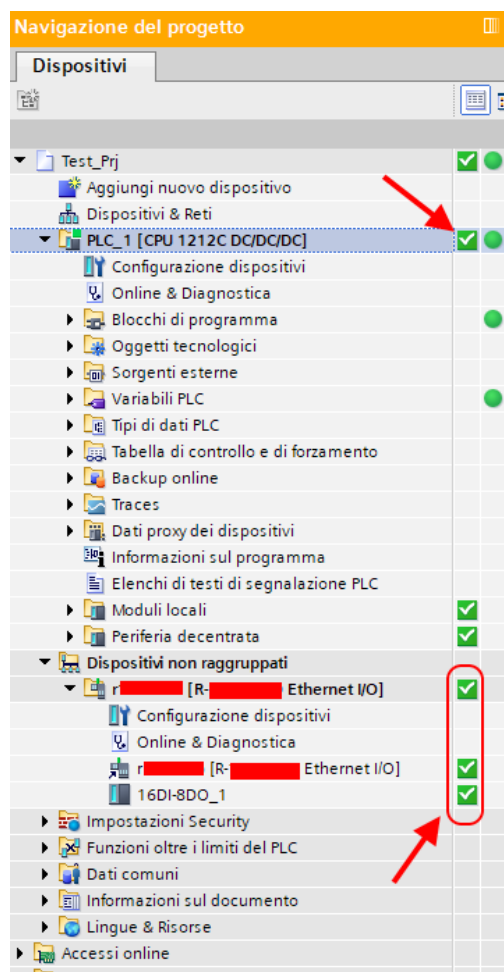 Navigazione del progetto
Dispositivi
Test_Prj
Aggiungi nuovo dispositivo
Dispositivi & Reti
PLC_1 [CPU 1212C DC/DC/DC]
Configurazione dispositivi
Online & Diagnostica
Blocchi di programma
Oggetti tecnologici
Sorgenti esterne
Variabili PLC
Tipi di dati PLC
Tabella di controllo e di forzamento
Backup online
Traces
Dati proxy dei dispositivi
Informazioni sul programma
Elenchi di testi di segnalazione PLC
Moduli locali
Periferia decentrata
Dispositivi non raggruppati
r [R- Ethernet I/O]
Configurazione dispositivi
Online & Diagnostica
r [R- Ethernet I/O]
16DI-8DO_1
Impostazioni Security
Funzioni oltre i limiti del PLC
Dati comuni
Informazioni sul documento
Lingue & Risorse
Accessi online